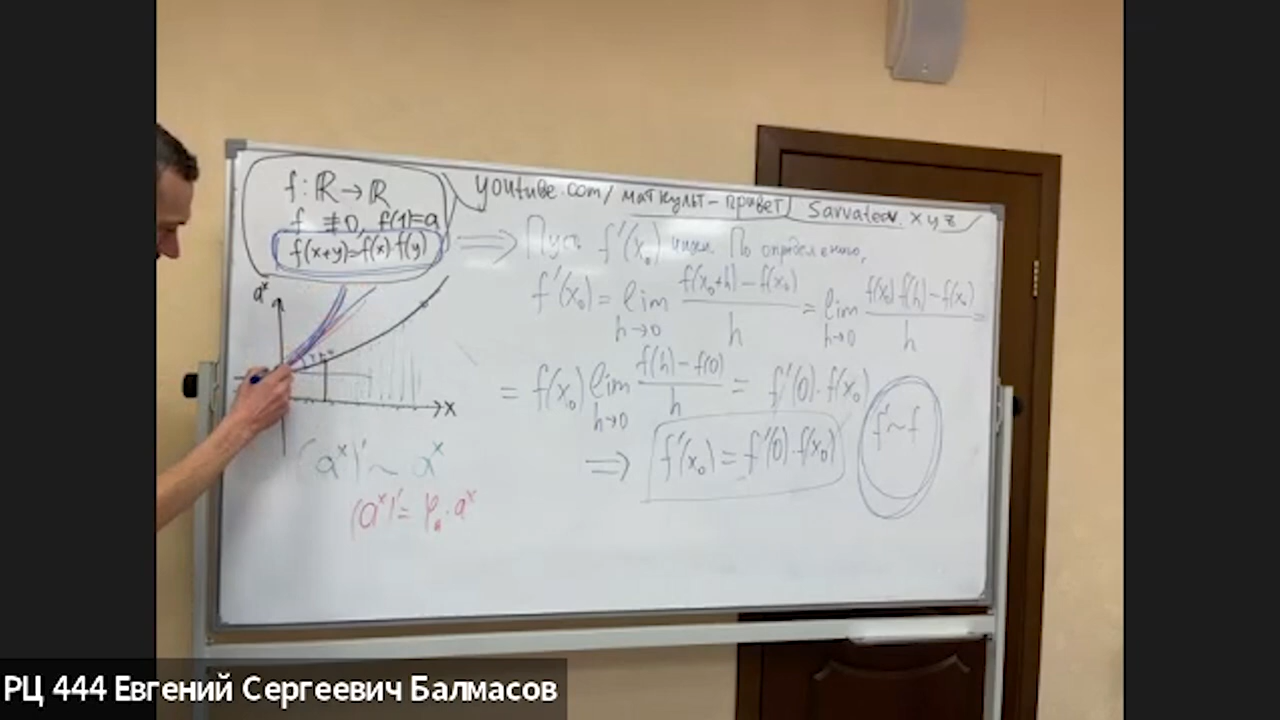 f: ℝ → ℝ
f ≢ 0, f(1)=a
f(x+y)=f(x)·f(y)
youtube.com/маткульт-привет/ Sarvatev.xyz/
⟹ Пусть f'(x₀) По определению,
f'(x₀) = lim h→0 (f(x₀+h) − f(x₀))/h = lim h→0 (f(x₀) f(h) − f(x₀))/h =
= f(x₀) lim h→0 (f(h) − f(0))/h = f'(0)·f(x₀)
⟹ f'(x₀) = f'(0)·f(x₀)
f' ~ f
aˣ
x
(aˣ)' ~ aˣ
(aˣ)' = φₐ·aˣ
РЦ 444 Евгений Сергеевич Балмасов